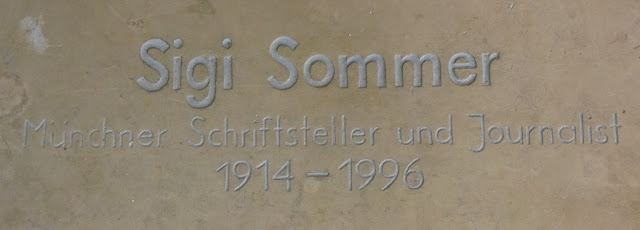 Sigi Sommer
Münchner Schriftsteller und Journalist
1914 – 1996